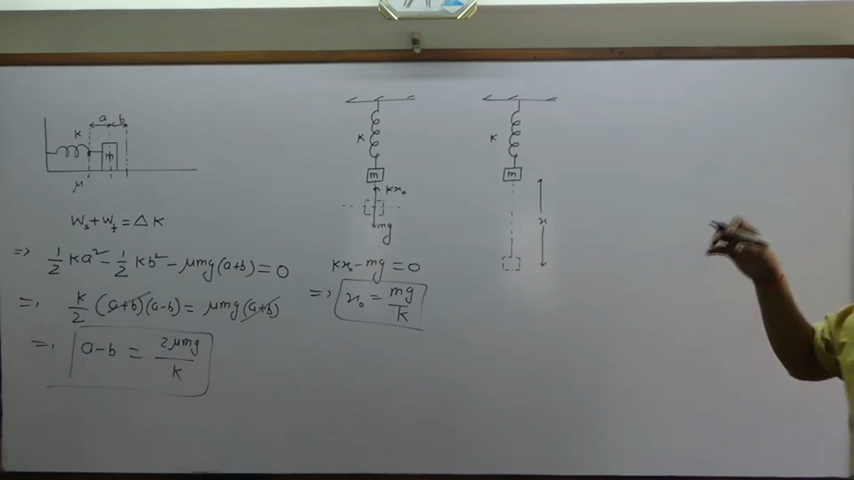 a b
K
m
μ
W_s + W_f = ΔK
=> 1/2 Ka² - 1/2 Kb² - μmg(a+b) = 0
=> K/2 (a+b)(a-b) = μmg(a+b)
=> a-b = 2μmg/K
K
m
Kx₀
mg
Kx₀ - mg = 0
=> x₀ = mg/K
K
m
x